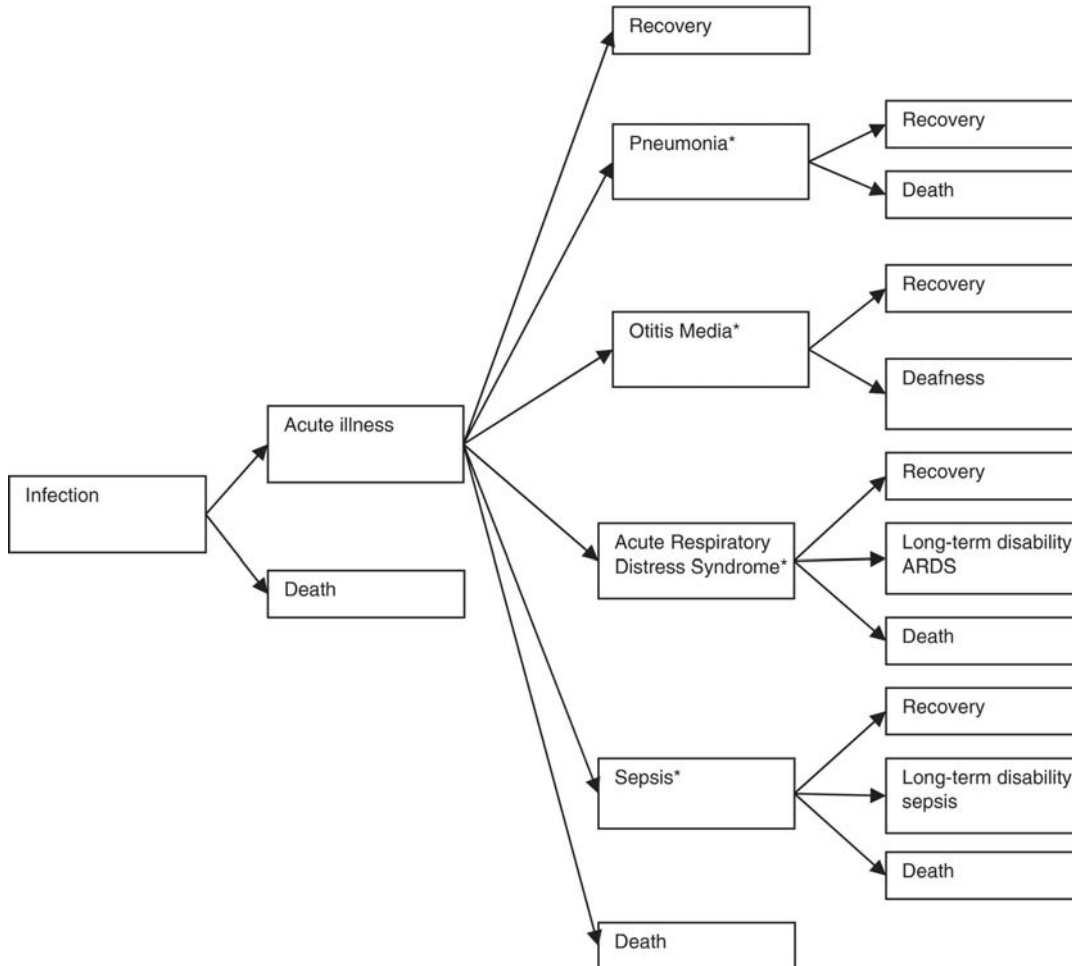 Recovery
Pneumonia*
Recovery
Death
Otitis Media*
Recovery
Deafness
Acute illness
Infection
Death
Acute Respiratory
Distress Syndrome*
Recovery
Long-term disability
ARDS
Death
Sepsis*
Recovery
Long-term disability
sepsis
Death
Death